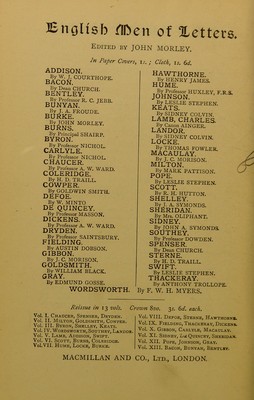 English Men of Letters.
EDITED BY JOHN MORLEY.
In Paper Covers, 1s. ; Cloth, 1s. 6d.
ADDISON.
By W. J. COURTHOPE.
BACON.
By Dean CHURCH.
BENTLEY.
By Professor R. C. JEBB.
BUNYAN.
By J. A. FROUDE.
BURKE.
By JOHN MORLEY.
BURNS.
By Principal SHAIRP.
BYRON.
By Professor NICHOL.
CARLYLE.
By Professor NICHOL.
CHAUCER.
By Professor A. W. WARD.
COLERIDGE.
By H. D. TRAILL.
COWPER.
By GOLDWIN SMITH.
DEFOE.
By W. MINTO.
DE QUINCEY.
By Professor MASSON.
DICKENS.
By Professor A. W. WARD.
DRYDEN.
By Professor SAINTSBURY.
FIELDING.
By AUSTIN DOBSON.
GIBBON.
By J. C. MORISON.
GOLDSMITH.
By WILLIAM BLACK.
GRAY.
By EDMUND GOSSE.
HAWTHORNE.
By HENRY JAMES.
HUME.
By Professor HUXLEY, F.R.S.
JOHNSON.
By LESLIE STEPHEN.
KEATS.
By SIDNEY COLVIN.
LAMB, CHARLES.
By Canon AINGER.
LANDOR.
By SIDNEY COLVIN.
LOCKE.
By THOMAS FOWLER.
MACAULAY.
By J. C. MORISON.
MILTON.
By MARK PATTISON.
POPE.
By LESLIE STEPHEN.
SCOTT.
By R. H. HUTTON.
SHELLEY.
By J. A. SYMONDS.
SHERIDAN.
By Mrs. OLIPHANT.
SIDNEY.
By JOHN A. SYMONDS.
SOUTHEY.
By Professor DOWDEN.
SPENSER.
By Dean CHURCH.
STERNE.
By H. D. TRAILL.
SWIFT.
By LESLIE STEPHEN.
THACKERAY
By ANTHONY TROLLOPE.
WORDSWORTH. By F. W. H. MYERS.
Reissue in 13 vols. Crown 8vo. 3s. 6d. each.
Vol. I. CHAUCER, SPENSER, DRYDEN.
Vol. II. MILTON, GOLDSMITH, COWPER.
Vol. III. BYRON, SHELLEY, KEATS.
Vol. IV. WORDSWORTH, SOUTHEY, LANDOR.
Vol. V. LAMB, ADDISON, SWIFT.
Vol. VI. SCOTT, BURNS, COLERIDGE.
Vol. VII. HUME, LOCKE, BURKE.
Vol. VIII. DEFOE, STERNE, HAWTHORNE.
Vol. IX. FIELDING, THACKERAY, DICKENS.
Vol. X. GIBBON, CARLYLE, MACAULAY.
Vol. XI. SIDNEY, DE QUINCEY, SHERIDAN.
Vol. XII. POPE, JOHNSON, GRAY.
Vol. XIII. BACON, BUNYAN, BENTLEY.
MACMILLAN AND CO., LTD., LONDON.